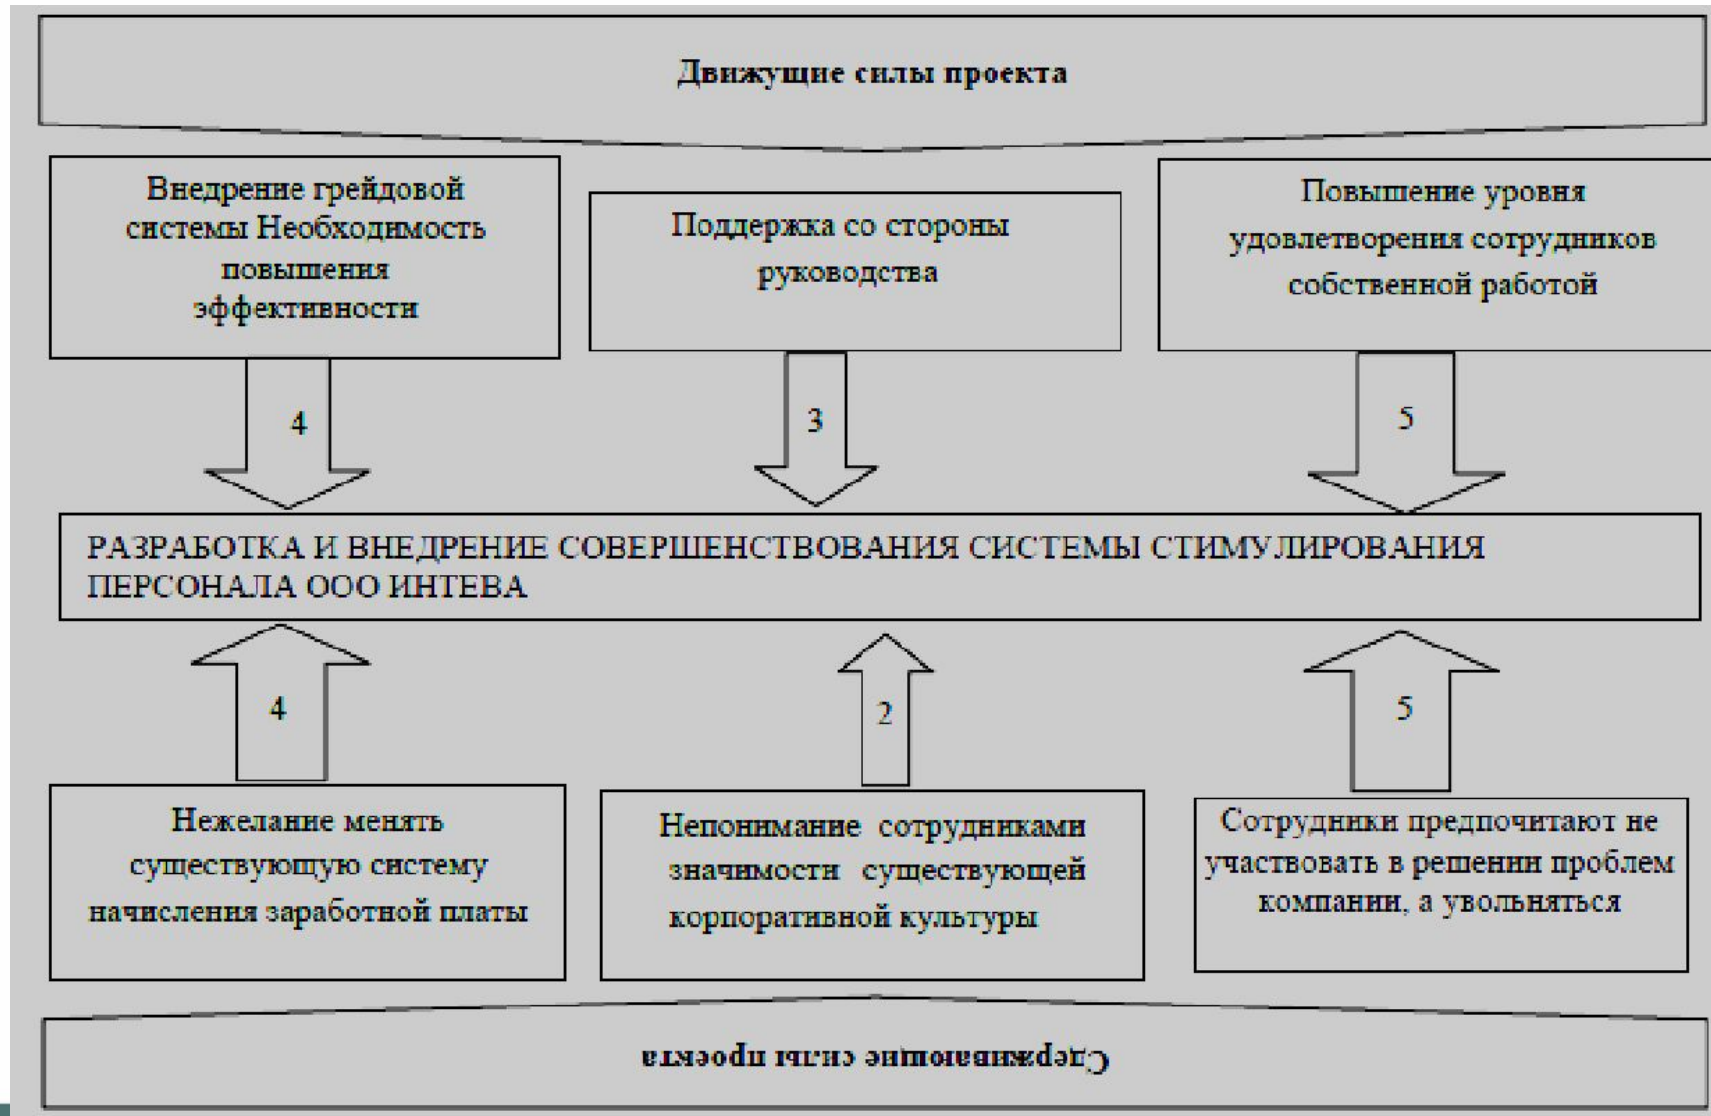 Движущие силы проекта
Внедрение грейдовой
системы Необходимость
повышения
эффективности
Поддержка со стороны
руководства
Повышение уровня
удовлетворения сотрудников
собственной работой
4
3
5
РАЗРАБОТКА И ВНЕДРЕНИЕ СОВЕРШЕНСТВОВАНИЯ СИСТЕМЫ СТИМУЛИРОВАНИЯ
ПЕРСОНАЛА ООО ИНТЕВА
4
2
5
Нежелание менять
существующую систему
начисления заработной платы
Непонимание сотрудниками
значимости существующей
корпоративной культуры
Сотрудники предпочитают не
участвовать в решении проблем
компании, а увольняться
Сдерживающие силы проекта